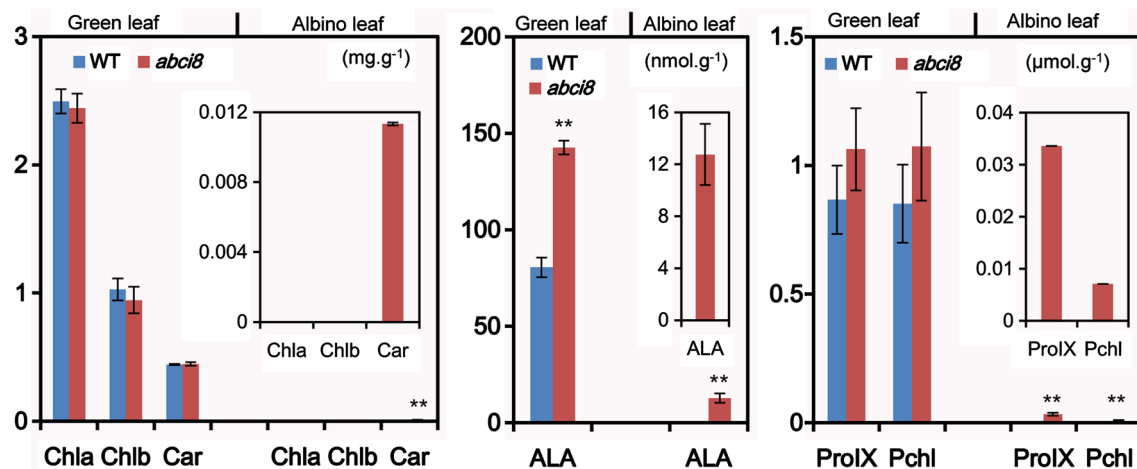 Green leaf Albino leaf
3
WT abci8 (mg.g-1)
0.012
2
0.008
0.004
1
0
Chla Chlb Car
**
0
Chla Chlb Car Chla Chlb Car
Green leaf Albino leaf
200
WT (nmol.g-1)
abci8
16
150
**
12
100
8
4
50
0
ALA
**
0
ALA ALA
Green leaf Albino leaf
1.5
WT abci8 (μmol.g-1)
0.04
0.03
1
0.02
0.01
0.5
0
ProIX Pchl
** **
0
ProIX Pchl ProIX Pchl